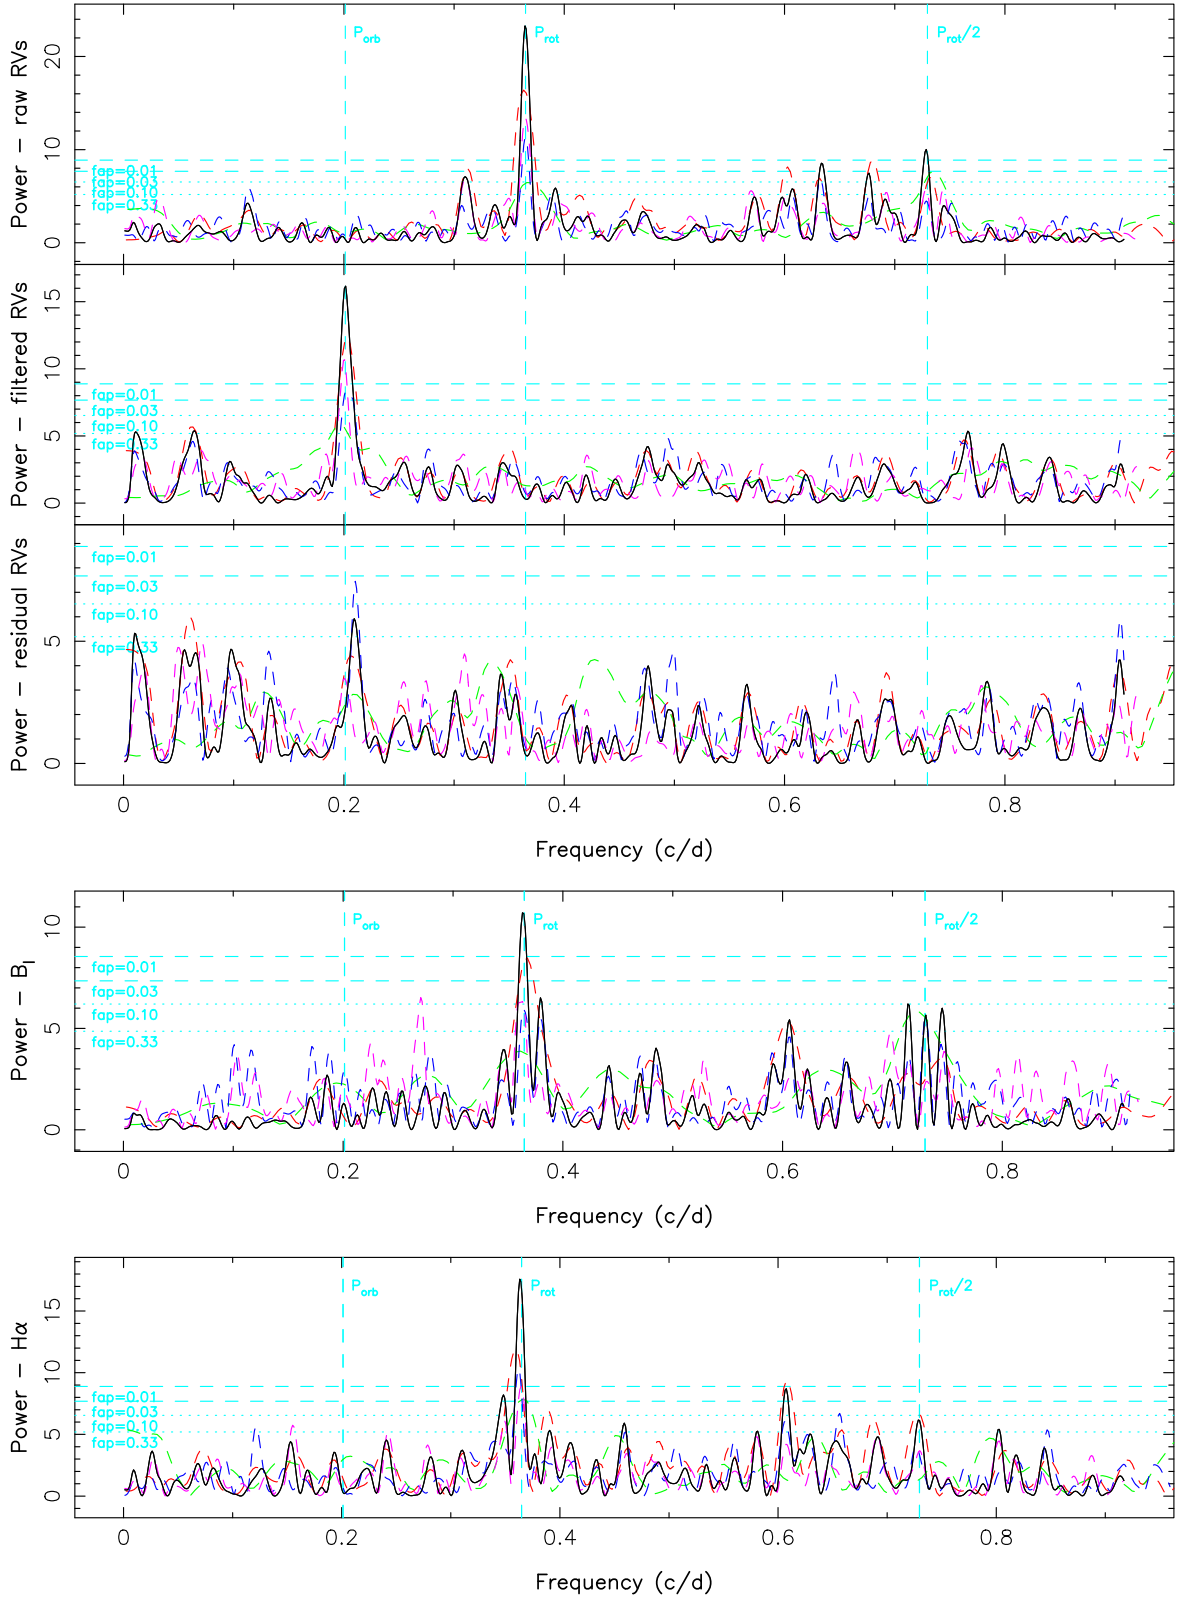 Power – raw RVs
20
10
0
P_orb
P_rot
P_rot/2
fap=0.01
fap=0.03
fap=0.10
fap=0.33
Power – filtered RVs
15
10
5
0
fap=0.01
fap=0.03
fap=0.10
fap=0.33
Power – residual RVs
5
0
fap=0.01
fap=0.03
fap=0.10
fap=0.33
0 0.2 0.4 0.6 0.8
Frequency (c/d)
Power – B_l
10
5
0
P_orb
P_rot
P_rot/2
fap=0.01
fap=0.03
fap=0.10
fap=0.33
0 0.2 0.4 0.6 0.8
Frequency (c/d)
Power – Hα
15
10
5
0
P_orb
P_rot
P_rot/2
fap=0.01
fap=0.03
fap=0.10
fap=0.33
0 0.2 0.4 0.6 0.8
Frequency (c/d)